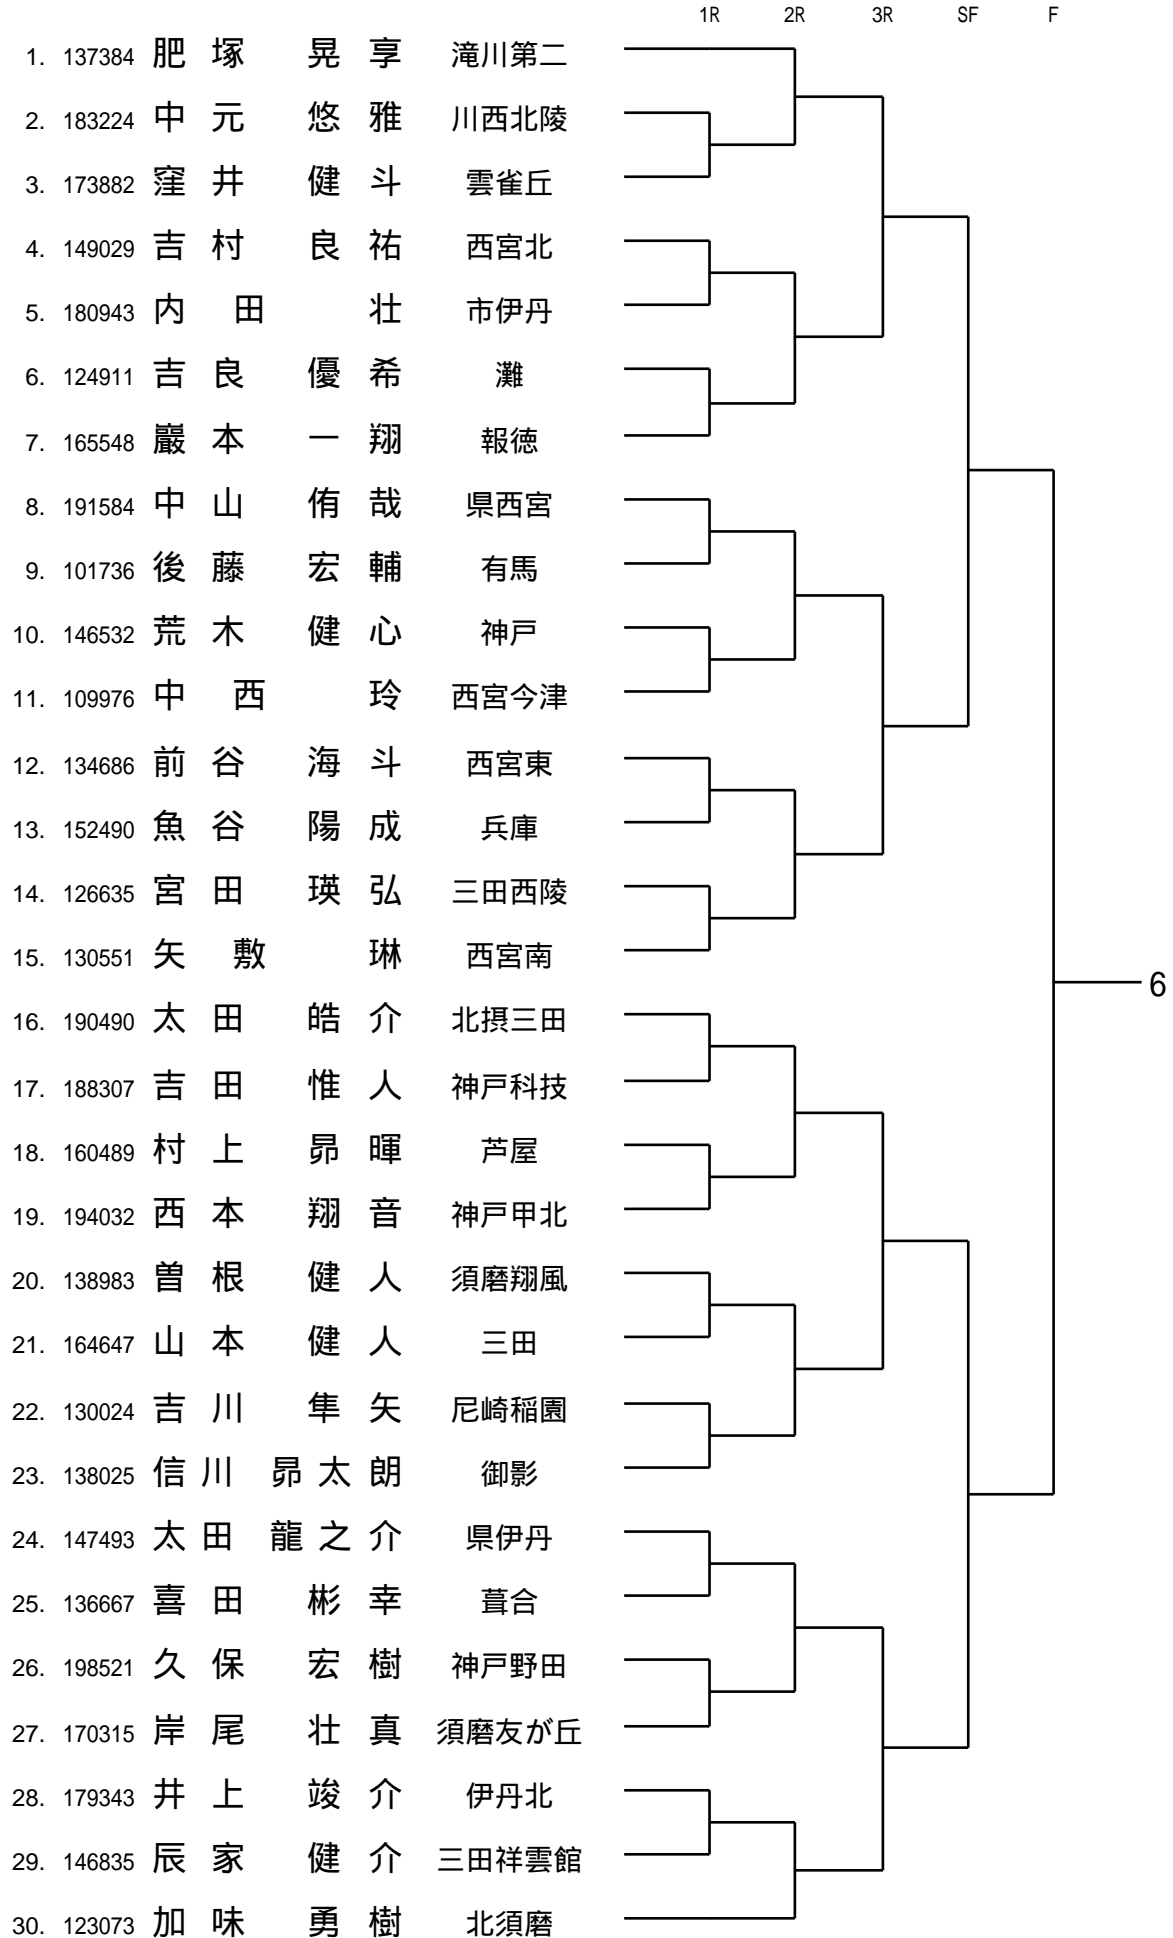 1R 2R 3R SF F
1. 137384 肥塚 晃享 滝川第二
2. 183224 中元 悠雅 川西北陵
3. 173882 窪井 健斗 雲雀丘
4. 149029 吉村 良祐 西宮北
5. 180943 内田 壮 市伊丹
6. 124911 吉良 優希 灘
7. 165548 巖本 一翔 報徳
8. 191584 中山 侑哉 県西宮
9. 101736 後藤 宏輔 有馬
10. 146532 荒木 健心 神戸
11. 109976 中西 玲 西宮今津
12. 134686 前谷 海斗 西宮東
13. 152490 魚谷 陽成 兵庫
14. 126635 宮田 瑛弘 三田西陵
15. 130551 矢敷 琳 西宮南
6
16. 190490 太田 皓介 北摂三田
17. 188307 吉田 惟人 神戸科技
18. 160489 村上 昴暉 芦屋
19. 194032 西本 翔音 神戸甲北
20. 138983 曽根 健人 須磨翔風
21. 164647 山本 健人 三田
22. 130024 吉川 隼矢 尼崎稲園
23. 138025 信川 昴太朗 御影
24. 147493 太田 龍之介 県伊丹
25. 136667 喜田 彬幸 葺合
26. 198521 久保 宏樹 神戸野田
27. 170315 岸尾 壮真 須磨友が丘
28. 179343 井上 竣介 伊丹北
29. 146835 辰家 健介 三田祥雲館
30. 123073 加味 勇樹 北須磨